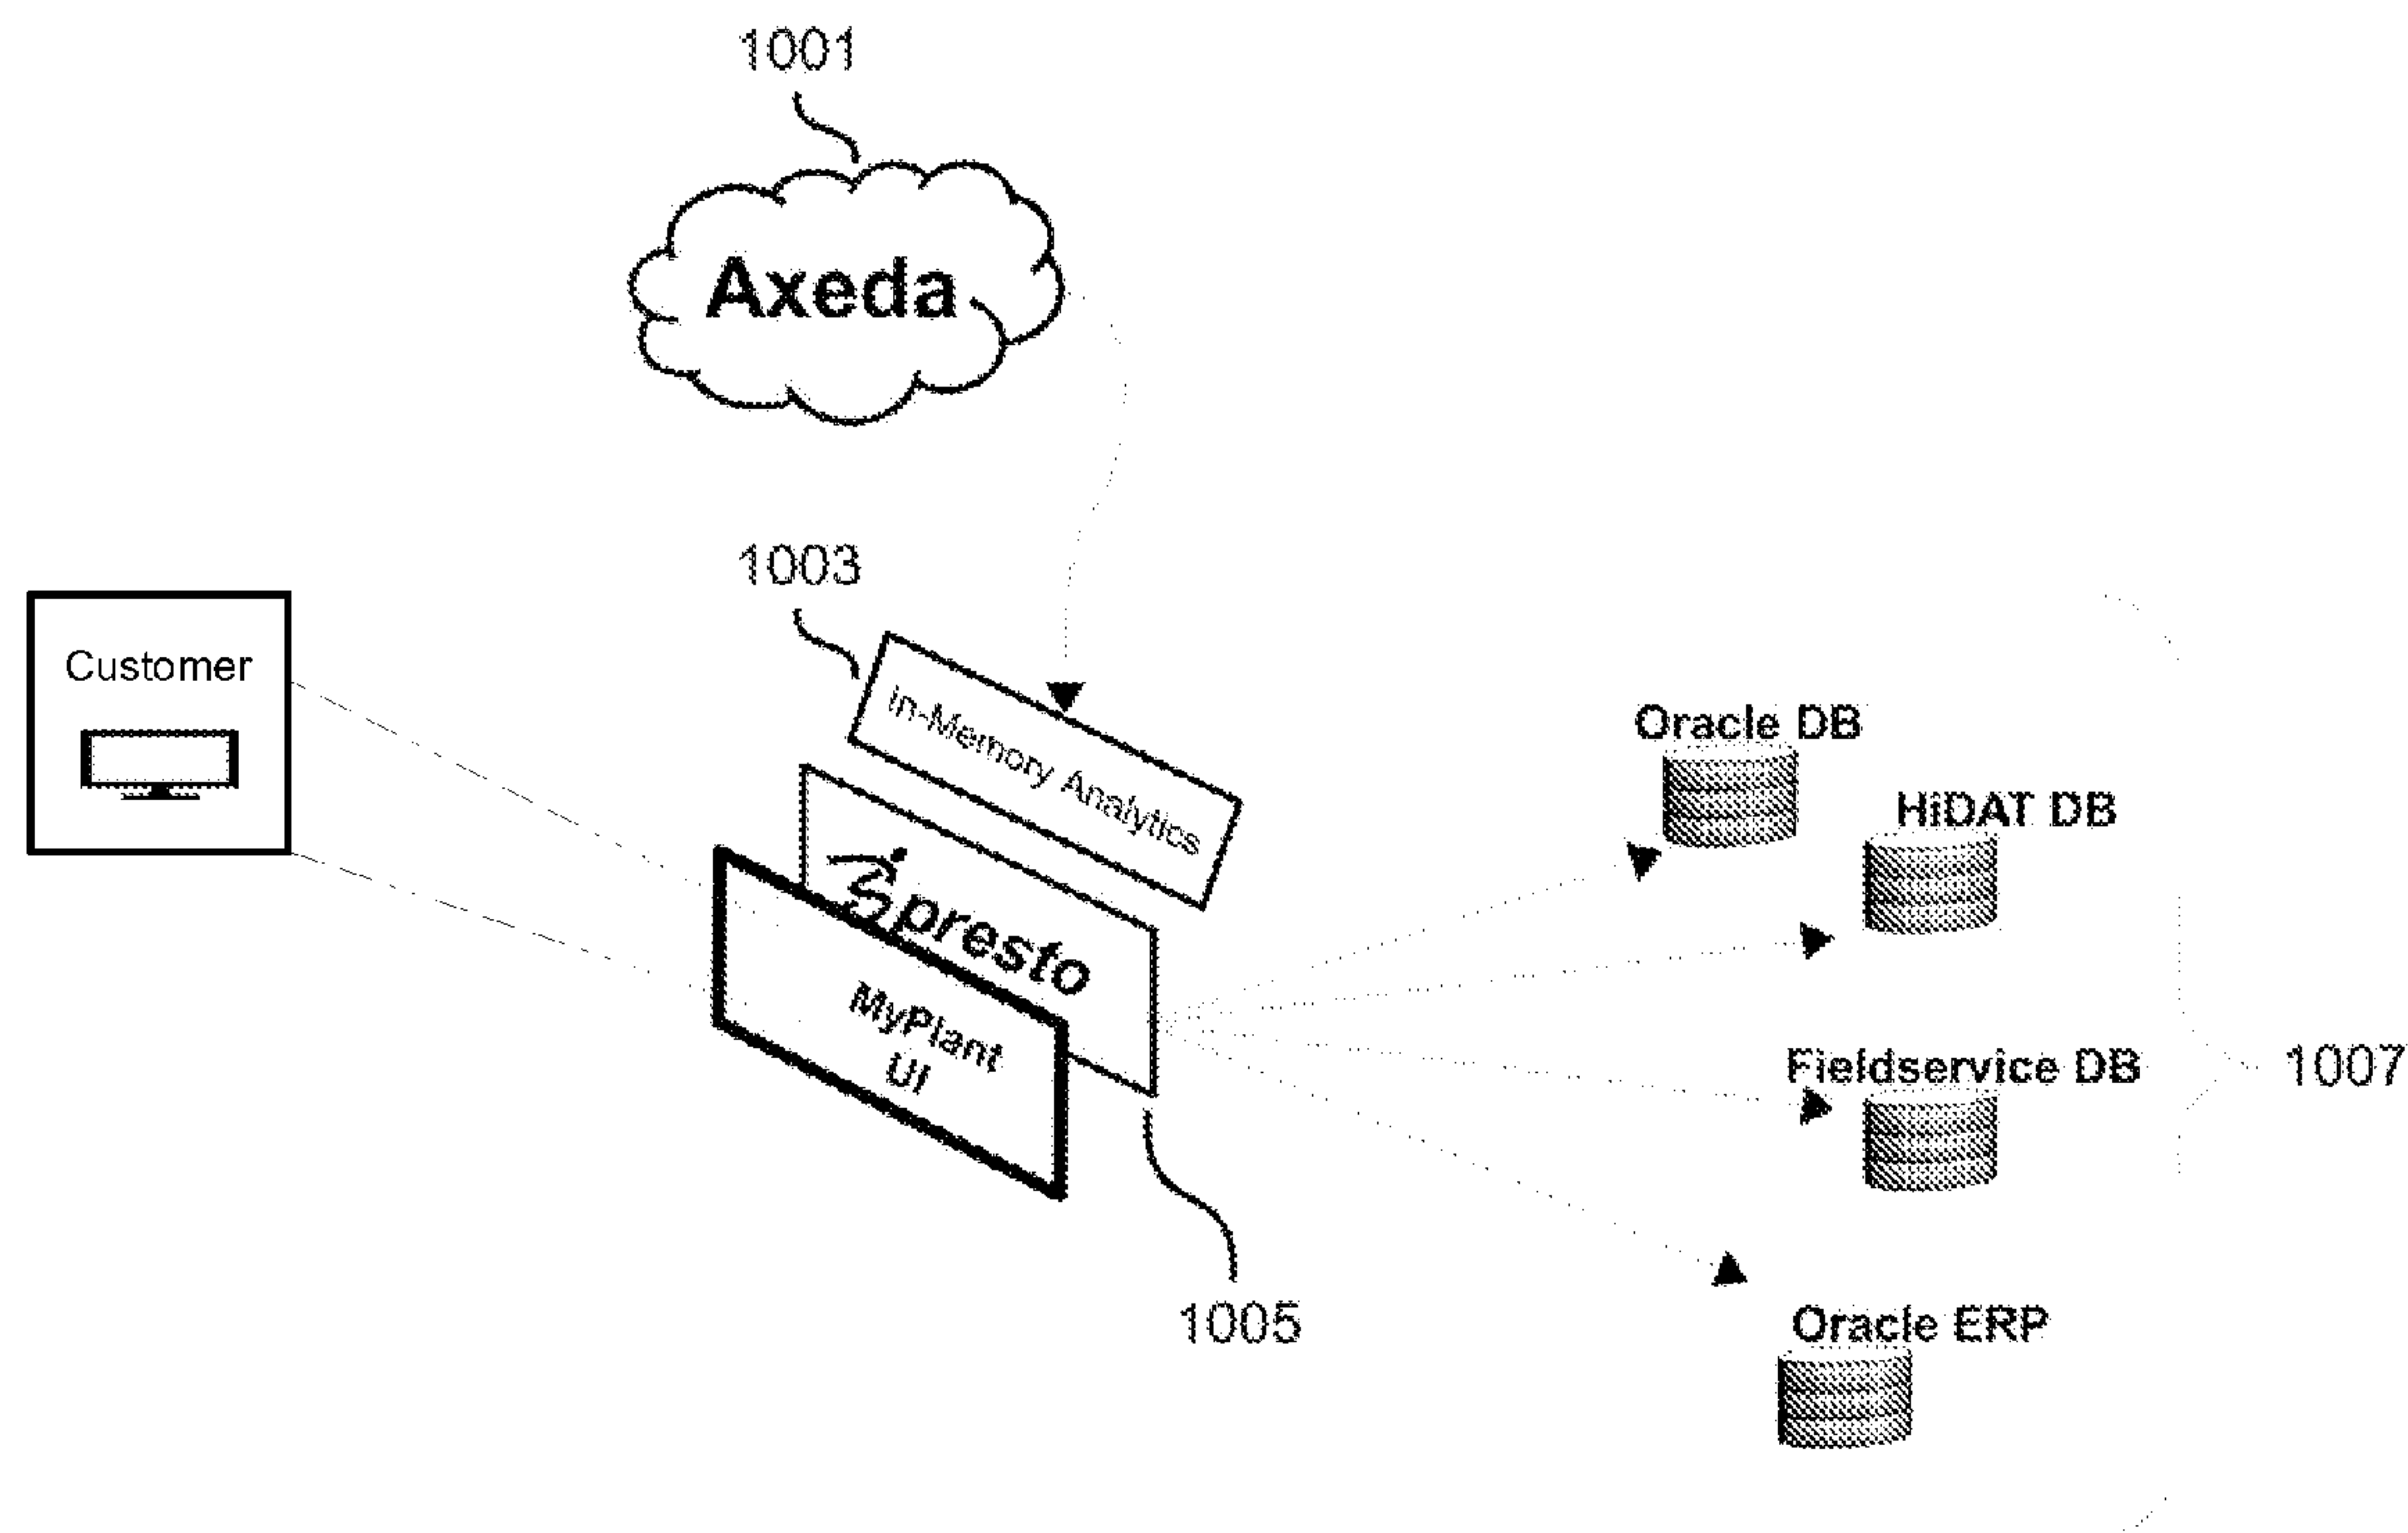 1001
Axeda
1003
Customer
in-Memory Analytics
Oracle DB
HiDAT DB
presto
MyPlant
UI
Fieldservice DB
1007
1005
Oracle ERP